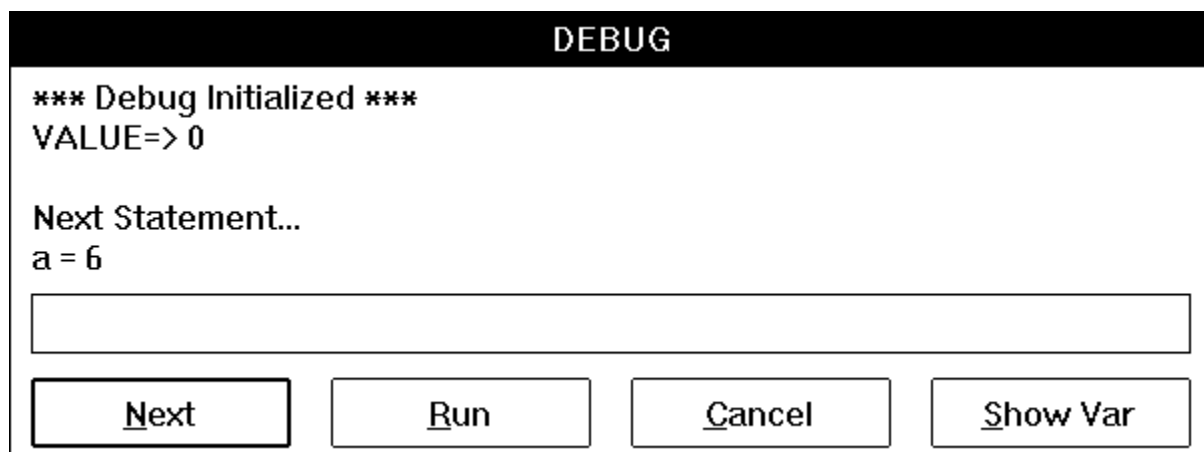 DEBUG
*** Debug Initialized ***
VALUE=> 0
Next Statement...
a = 6
Next Run Cancel Show Var